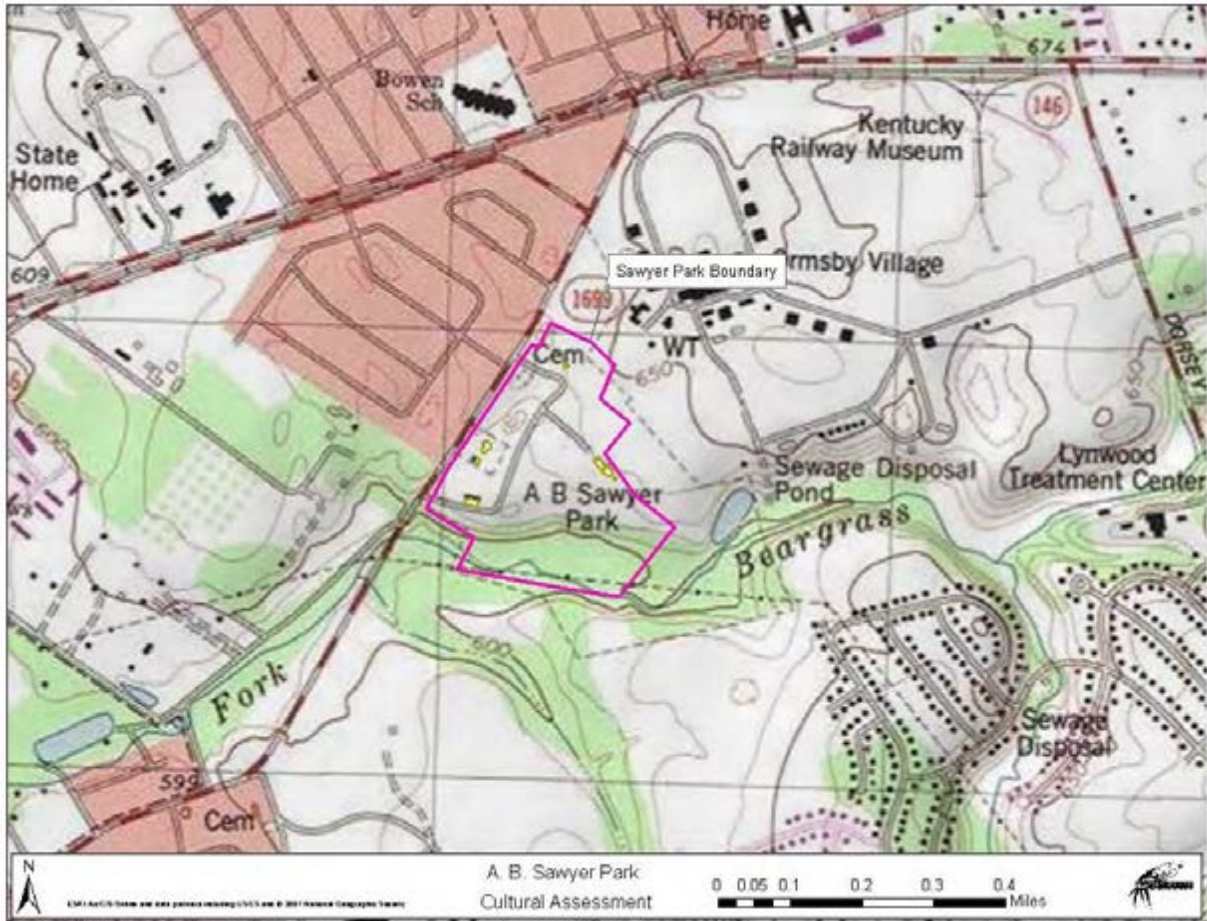 Home
674
Bowen
Sch
146
Kentucky
Railway Museum
State
Home
609
Ormsby Village
Sawyer Park Boundary
1699
Cem
WT
650
650
DORSEY
600
A B Sawyer
Park
Sewage Disposal
Pond
Lynwood
Treatment Center
Beargrass
600
Fork
Sewage
Disposal
599
Cem
N
A. B. Sawyer Park
Cultural Assessment
0 0.05 0.1 0.2 0.3 0.4
Miles